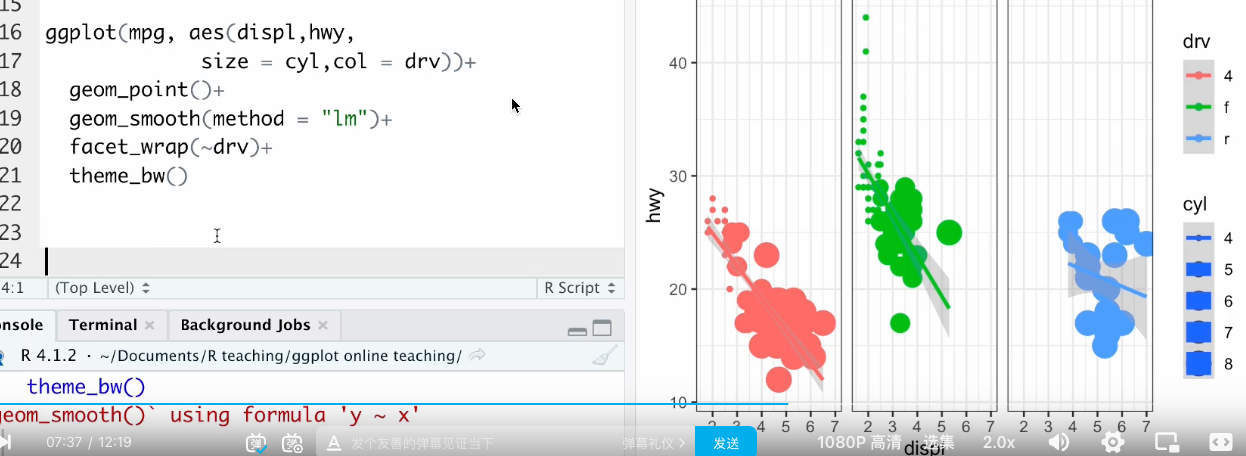 15
16 ggplot(mpg, aes(displ,hwy,
17 size = cyl,col = drv))+
18 geom_point()+
19 geom_smooth(method = "lm")+
20 facet_wrap(~drv)+
21 theme_bw()
22
23
24
4:1 (Top Level) R Script
onsole Terminal × Background Jobs ×
R 4.1.2 · ~/Documents/R teaching/ggplot online teaching/
theme_bw()
geom_smooth()` using formula 'y ~ x'
hwy
40
30
20
10
2 3 4 5 6 7 2 3 4 5 6 7 2 3 4 5 6 7
displ
drv
4
f
r
cyl
4
5
6
7
8
07:37 / 12:19 弹 弹 A 发个友善的弹幕见证当下 弹幕礼仪 > 发送 1080P 高清 选集 2.0x